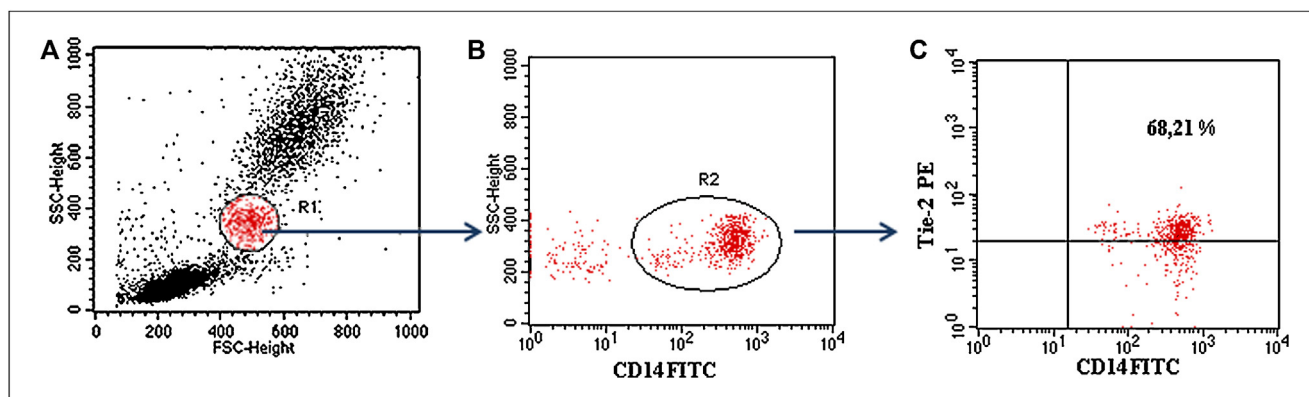 A
SSC-Height
1000
800
600
400
200
0
R1
0 200 400 600 800 1000
FSC-Height
B
SSC-Height
1000
800
600
400
200
0
R2
10^0 10^1 10^2 10^3 10^4
CD14FITC
C
Tie-2 PE
10^4
10^3
10^2
10^1
10^0
68,21 %
10^0 10^1 10^2 10^3 10^4
CD14FITC